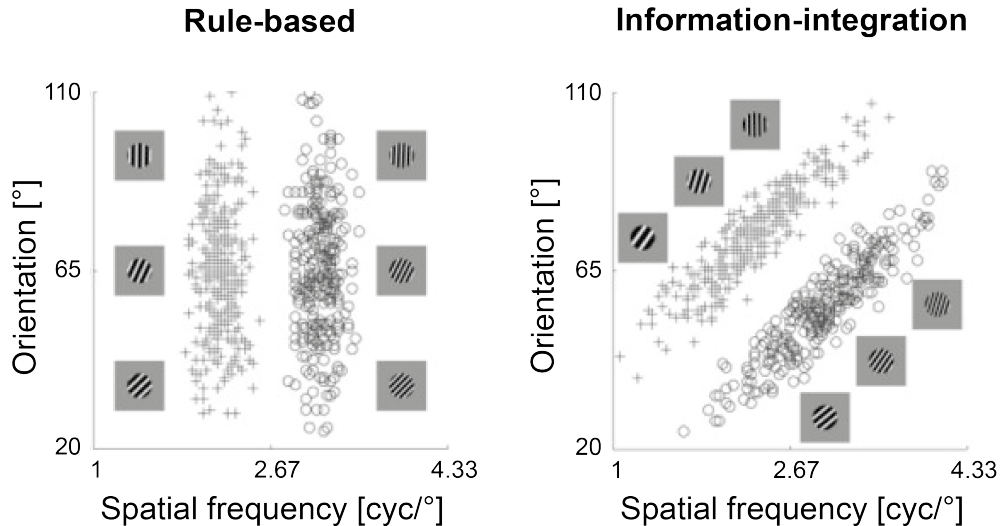 Rule-based
Information-integration
110
65
20
Orientation [°]
1
2.67
4.33
Spatial frequency [cyc/°]
110
65
20
Orientation [°]
1
2.67
4.33
Spatial frequency [cyc/°]